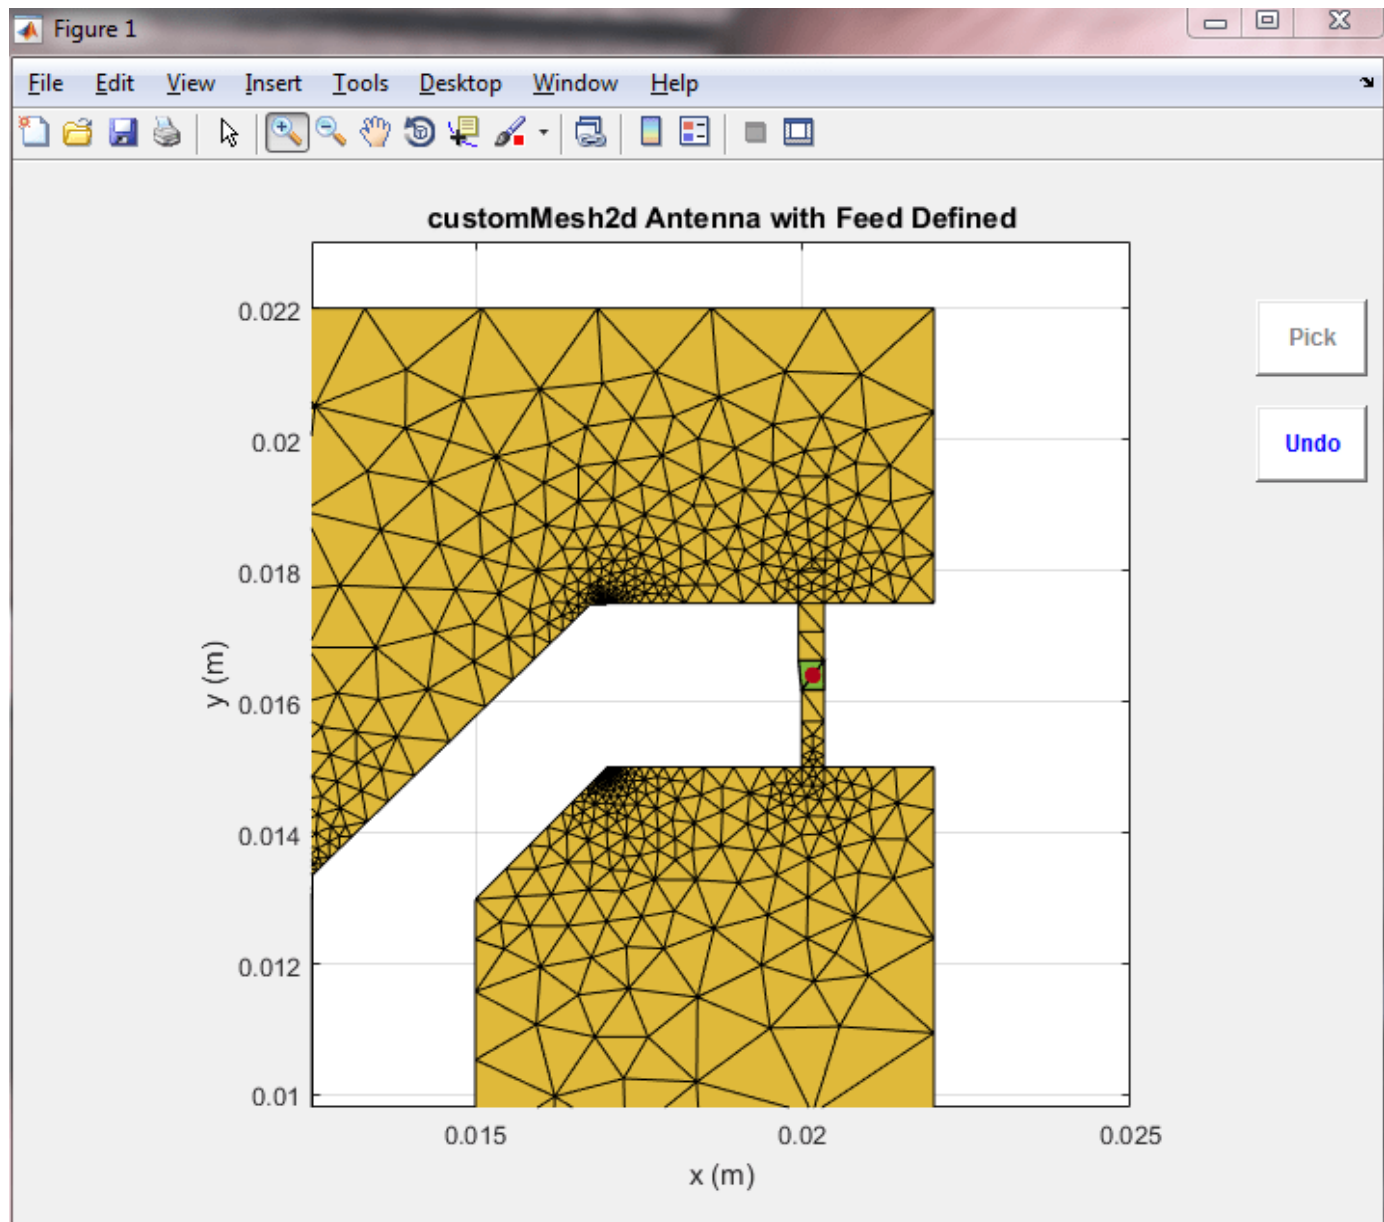 Figure 1
File Edit View Insert Tools Desktop Window Help
customMesh2d Antenna with Feed Defined
0.022
0.02
0.018
0.016
0.014
0.012
0.01
y (m)
0.015 0.02 0.025
x (m)
Pick
Undo